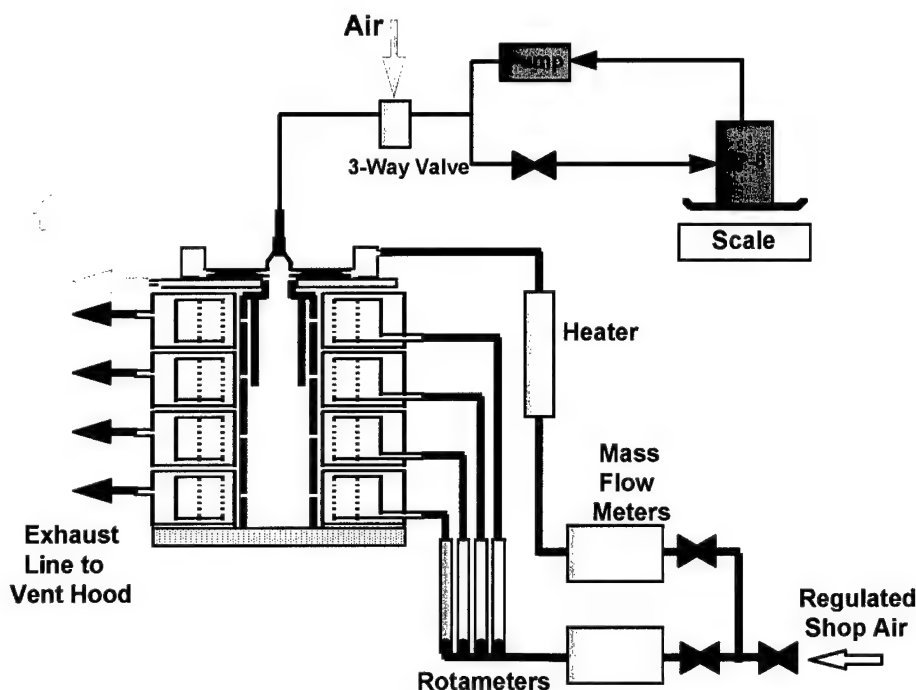 Air
3-Way Valve
Scale
Heater
Mass
Flow
Meters
Exhaust
Line to
Vent Hood
Regulated
Shop Air
Rotameters